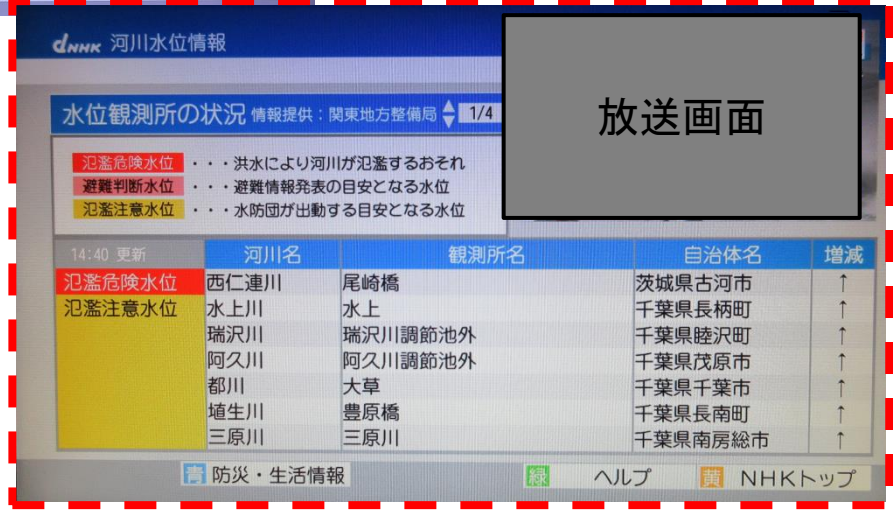 dNHK 河川水位情報
水位観測所の状況 情報提供：関東地方整備局 1/4
放送画面
氾濫危険水位 ・・・洪水により河川が氾濫するおそれ
避難判断水位 ・・・避難情報発表の目安となる水位
氾濫注意水位 ・・・水防団が出動する目安となる水位
14:40 更新 河川名 観測所名 自治体名 増減
氾濫危険水位 西仁連川 尾崎橋 茨城県古河市 ↑
氾濫注意水位 水上川 水上 千葉県長柄町 ↑
瑞沢川 瑞沢川調節池外 千葉県睦沢町 ↑
阿久川 阿久川調節池外 千葉県茂原市 ↑
都川 大草 千葉県千葉市 ↑
埴生川 豊原橋 千葉県長南町 ↑
三原川 三原川 千葉県南房総市 ↑
青 防災・生活情報 緑 ヘルプ 黄 NHKトップ